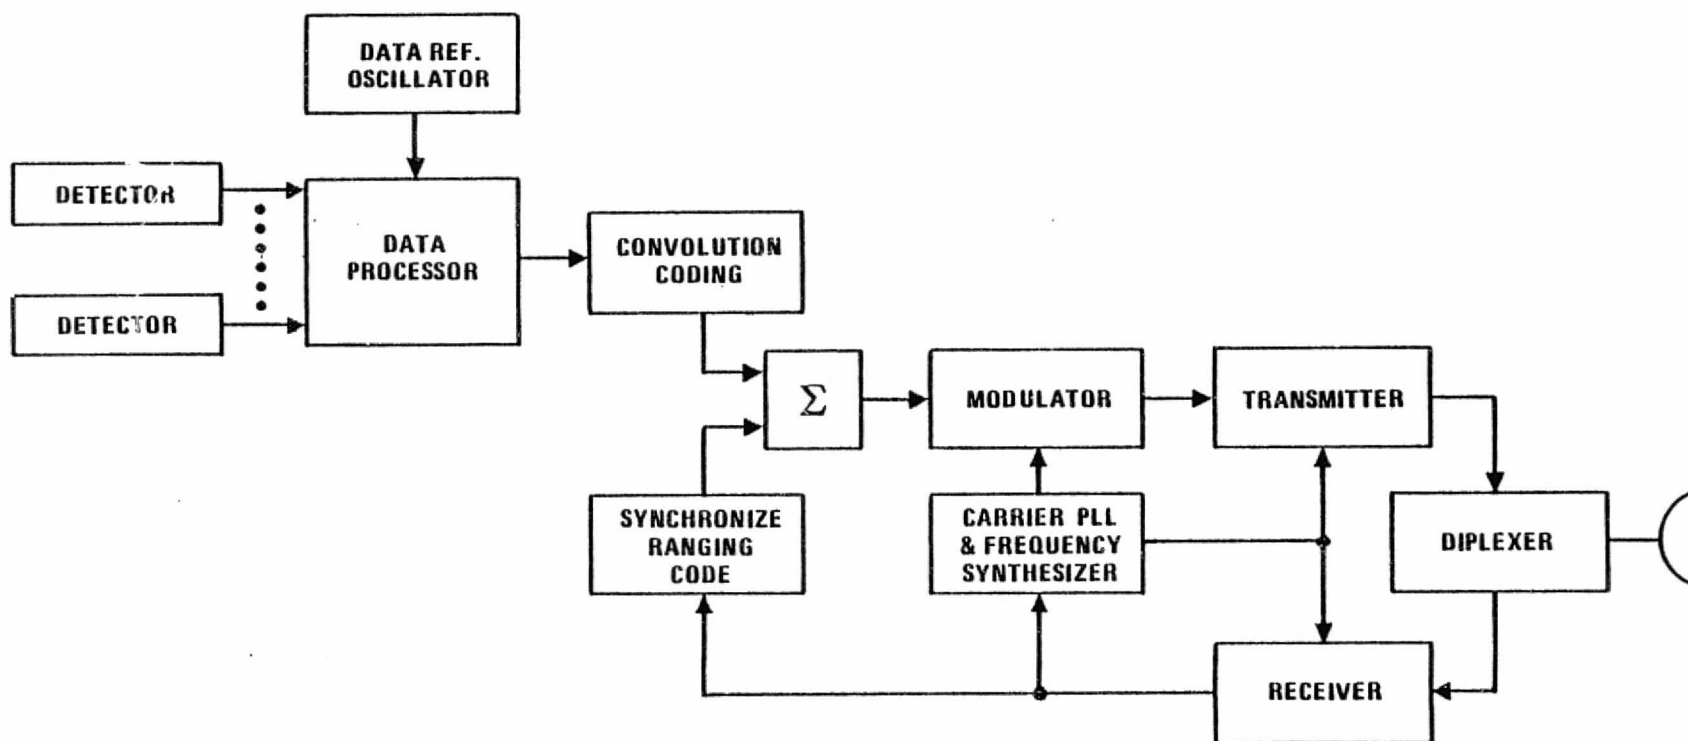 DATA REF.
OSCILLATOR
DETECTOR
DATA
PROCESSOR
DETECTOR
CONVOLUTION
CODING
Σ
MODULATOR
TRANSMITTER
SYNCHRONIZE
RANGING
CODE
CARRIER PLL
& FREQUENCY
SYNTHESIZER
DIPLEXER
RECEIVER